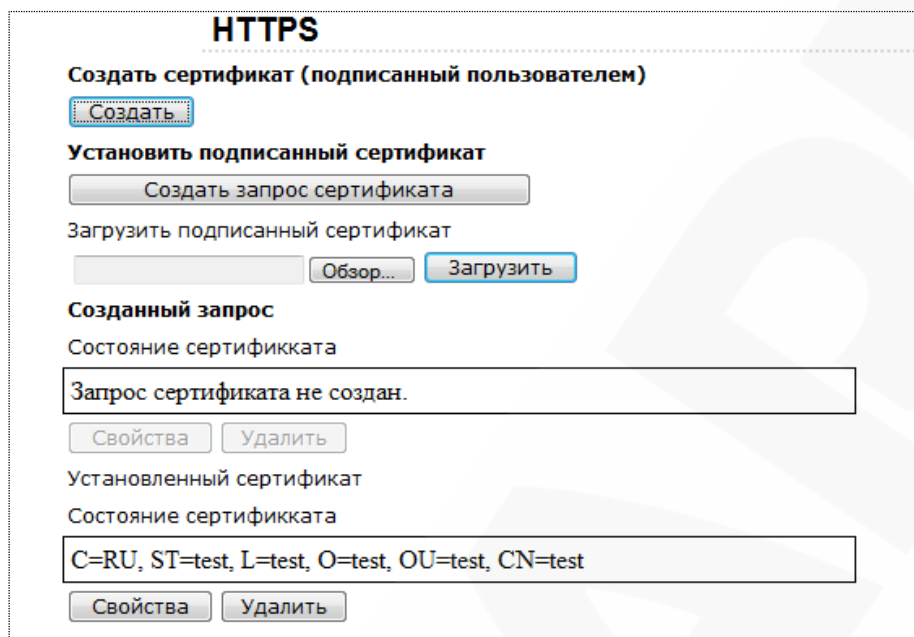 HTTPS
Создать сертификат (подписанный пользователем)
Создать
Установить подписанный сертификат
Создать запрос сертификата
Загрузить подписанный сертификат
Обзор... Загрузить
Созданный запрос
Состояние сертификката
Запрос сертификата не создан.
Свойства Удалить
Установленный сертификат
Состояние сертификката
C=RU, ST=test, L=test, O=test, OU=test, CN=test
Свойства Удалить